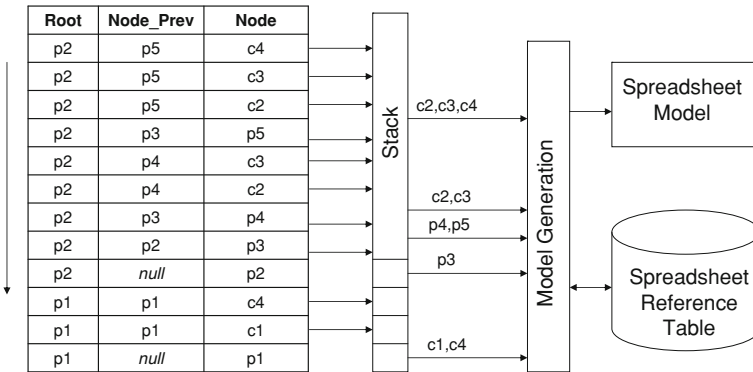 Root Node_Prev Node
p2 p5 c4
p2 p5 c3
p2 p5 c2
p2 p3 p5
p2 p4 c3
p2 p4 c2
p2 p3 p4
p2 p2 p3
p2 null p2
p1 p1 c4
p1 p1 c1
p1 null p1
Stack
c2,c3,c4
c2,c3
p4,p5
p3
c1,c4
Model Generation
Spreadsheet
Model
Spreadsheet
Reference
Table